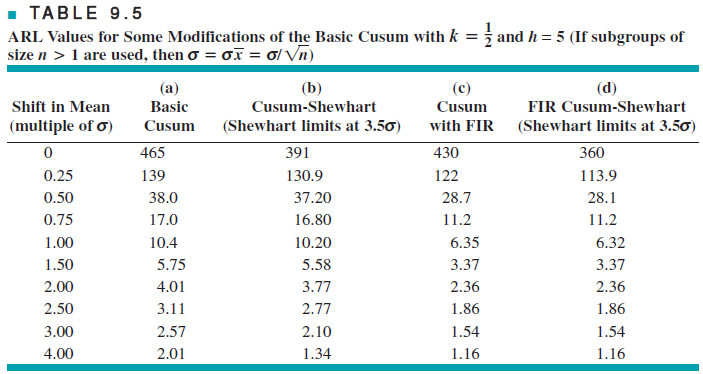 ■ TABLE 9.5
ARL Values for Some Modifications of the Basic Cusum with k = 1/2 and h = 5 (If subgroups of
size n > 1 are used, then σ = σx̄ = σ/√n)
(a) (b) (c) (d)
Shift in Mean Basic Cusum-Shewhart Cusum FIR Cusum-Shewhart
(multiple of σ) Cusum (Shewhart limits at 3.5σ) with FIR (Shewhart limits at 3.5σ)
0 465 391 430 360
0.25 139 130.9 122 113.9
0.50 38.0 37.20 28.7 28.1
0.75 17.0 16.80 11.2 11.2
1.00 10.4 10.20 6.35 6.32
1.50 5.75 5.58 3.37 3.37
2.00 4.01 3.77 2.36 2.36
2.50 3.11 2.77 1.86 1.86
3.00 2.57 2.10 1.54 1.54
4.00 2.01 1.34 1.16 1.16